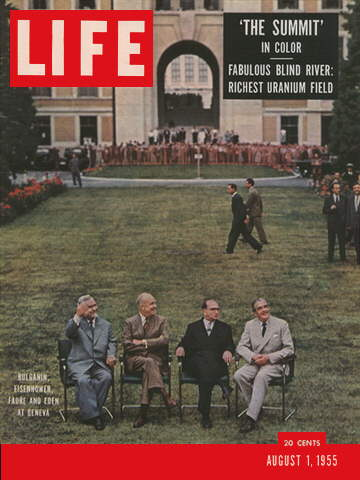 LIFE
'THE SUMMIT'
IN COLOR
FABULOUS BLIND RIVER:
RICHEST URANIUM FIELD
BULGANIN,
EISENHOWER,
FAURE AND EDEN
AT GENEVA
20 CENTS
AUGUST 1, 1955